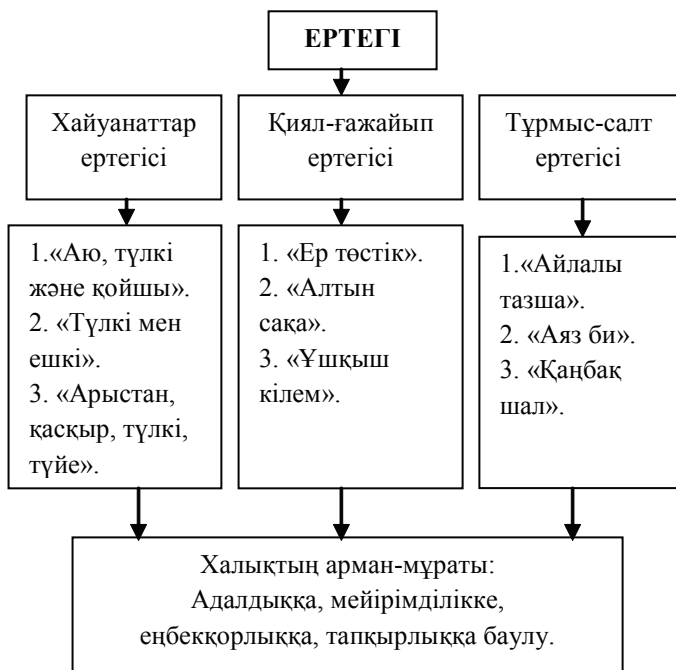 ЕРТЕГІ
Хайуанаттар
ертегісі
Қиял-ғажайып
ертегісі
Тұрмыс-салт
ертегісі
1.«Аю, түлкі
және қойшы».
2. «Түлкі мен
ешкі».
3. «Арыстан,
қасқыр, түлкі,
түйе».
1. «Ер төстік».
2. «Алтын
сақа».
3. «Ұшқыш
кілем».
1.«Айлалы
тазша».
2. «Аяз би».
3. «Қаңбақ
шал».
Халықтың арман-мұраты:
Адалдыққа, мейірімділікке,
еңбекқорлыққа, тапқырлыққа баулу.